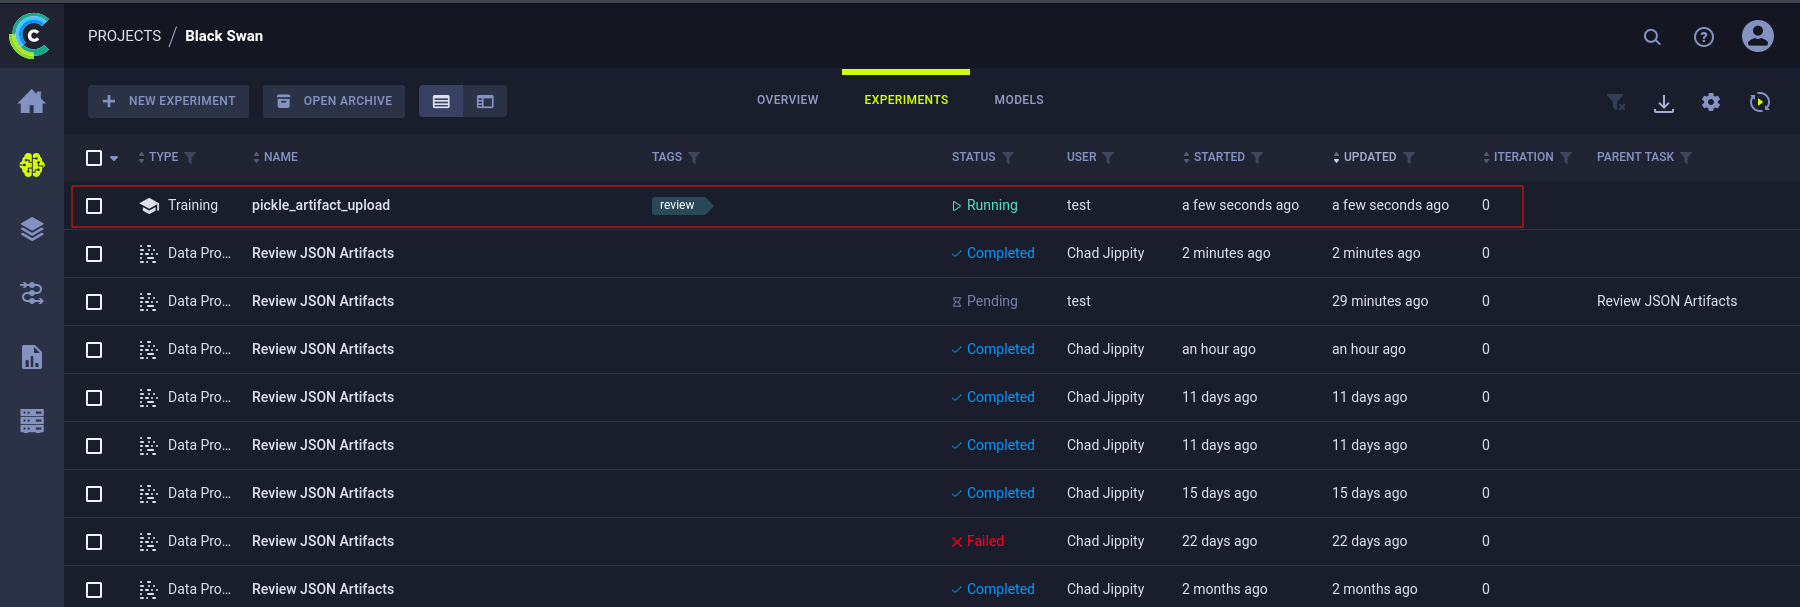 PROJECTS / Black Swan
NEW EXPERIMENT OPEN ARCHIVE OVERVIEW EXPERIMENTS MODELS
TYPE NAME TAGS STATUS USER STARTED UPDATED ITERATION PARENT TASK
Training pickle_artifact_upload review Running test a few seconds ago a few seconds ago 0
Data Pro... Review JSON Artifacts Completed Chad Jippity 2 minutes ago 2 minutes ago 0
Data Pro... Review JSON Artifacts Pending test 29 minutes ago 0 Review JSON Artifacts
Data Pro... Review JSON Artifacts Completed Chad Jippity an hour ago an hour ago 0
Data Pro... Review JSON Artifacts Completed Chad Jippity 11 days ago 11 days ago 0
Data Pro... Review JSON Artifacts Completed Chad Jippity 11 days ago 11 days ago 0
Data Pro... Review JSON Artifacts Completed Chad Jippity 15 days ago 15 days ago 0
Data Pro... Review JSON Artifacts Failed Chad Jippity 22 days ago 22 days ago 0
Data Pro... Review JSON Artifacts Completed Chad Jippity 2 months ago 2 months ago 0